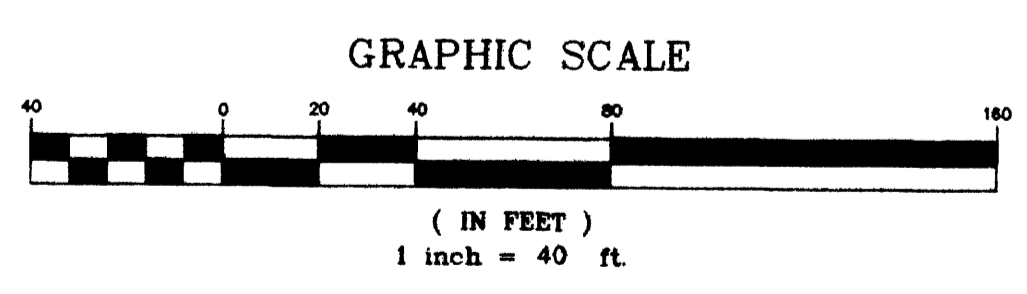 GRAPHIC SCALE
40 0 20 40 80 160
( IN FEET )
1 inch = 40 ft.